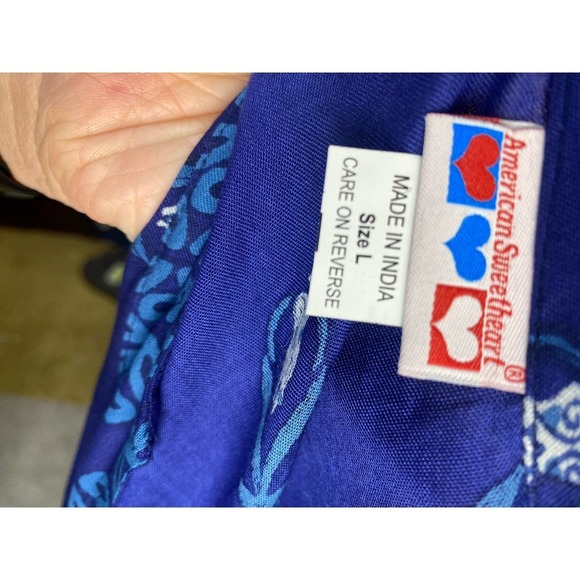 American Sweetheart®
MADE IN INDIA
Size L
CARE ON REVERSE